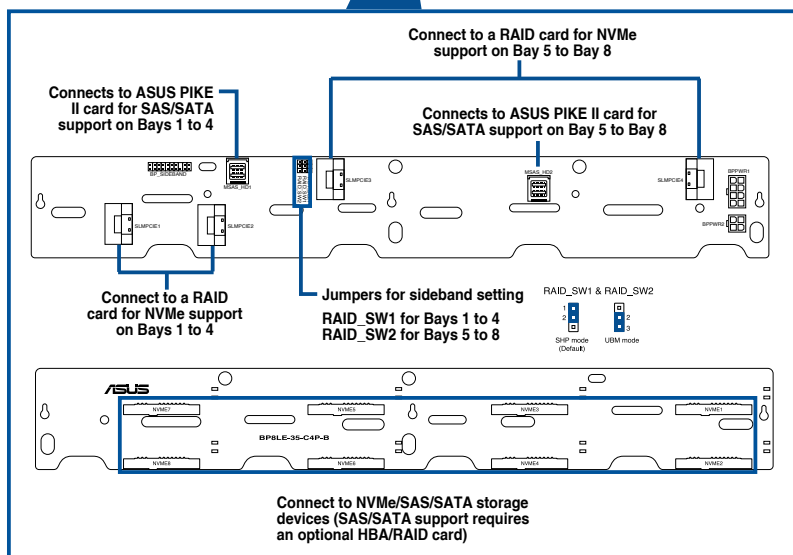 Connect to a RAID card for NVMe
support on Bay 5 to Bay 8
Connects to ASUS PIKE
II card for SAS/SATA
support on Bays 1 to 4
Connects to ASUS PIKE II card for
SAS/SATA support on Bay 5 to Bay 8
BP_SIDEBAND
MSAS_HD1
RAID_SW1
RAID_SW2
SLMPCIE3
MSAS_HD2
SLMPCIE4
BPPWR1
BPPWR2
SLMPCIE1
SLMPCIE2
Connect to a RAID
card for NVMe support
on Bays 1 to 4
Jumpers for sideband setting
RAID_SW1 for Bays 1 to 4
RAID_SW2 for Bays 5 to 8
RAID_SW1 & RAID_SW2
1
2
2
3
SHP mode
(Default)
UBM mode
ASUS
NVME7
NVME5
NVME3
NVME1
BP8LE-35-C4P-B
NVME8
NVME6
NVME4
NVME2
Connect to NVMe/SAS/SATA storage
devices (SAS/SATA support requires
an optional HBA/RAID card)